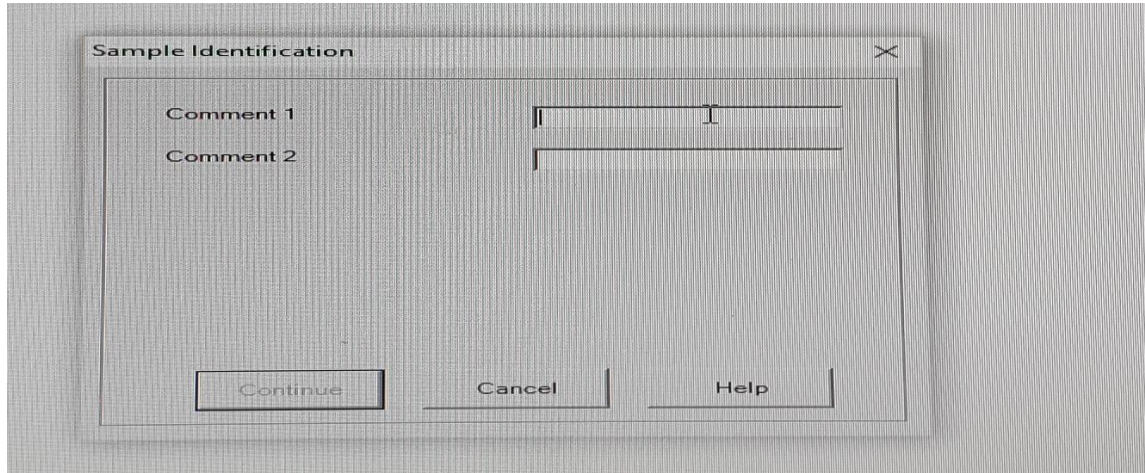 Sample Identification
Comment 1
Comment 2
Continue
Cancel
Help